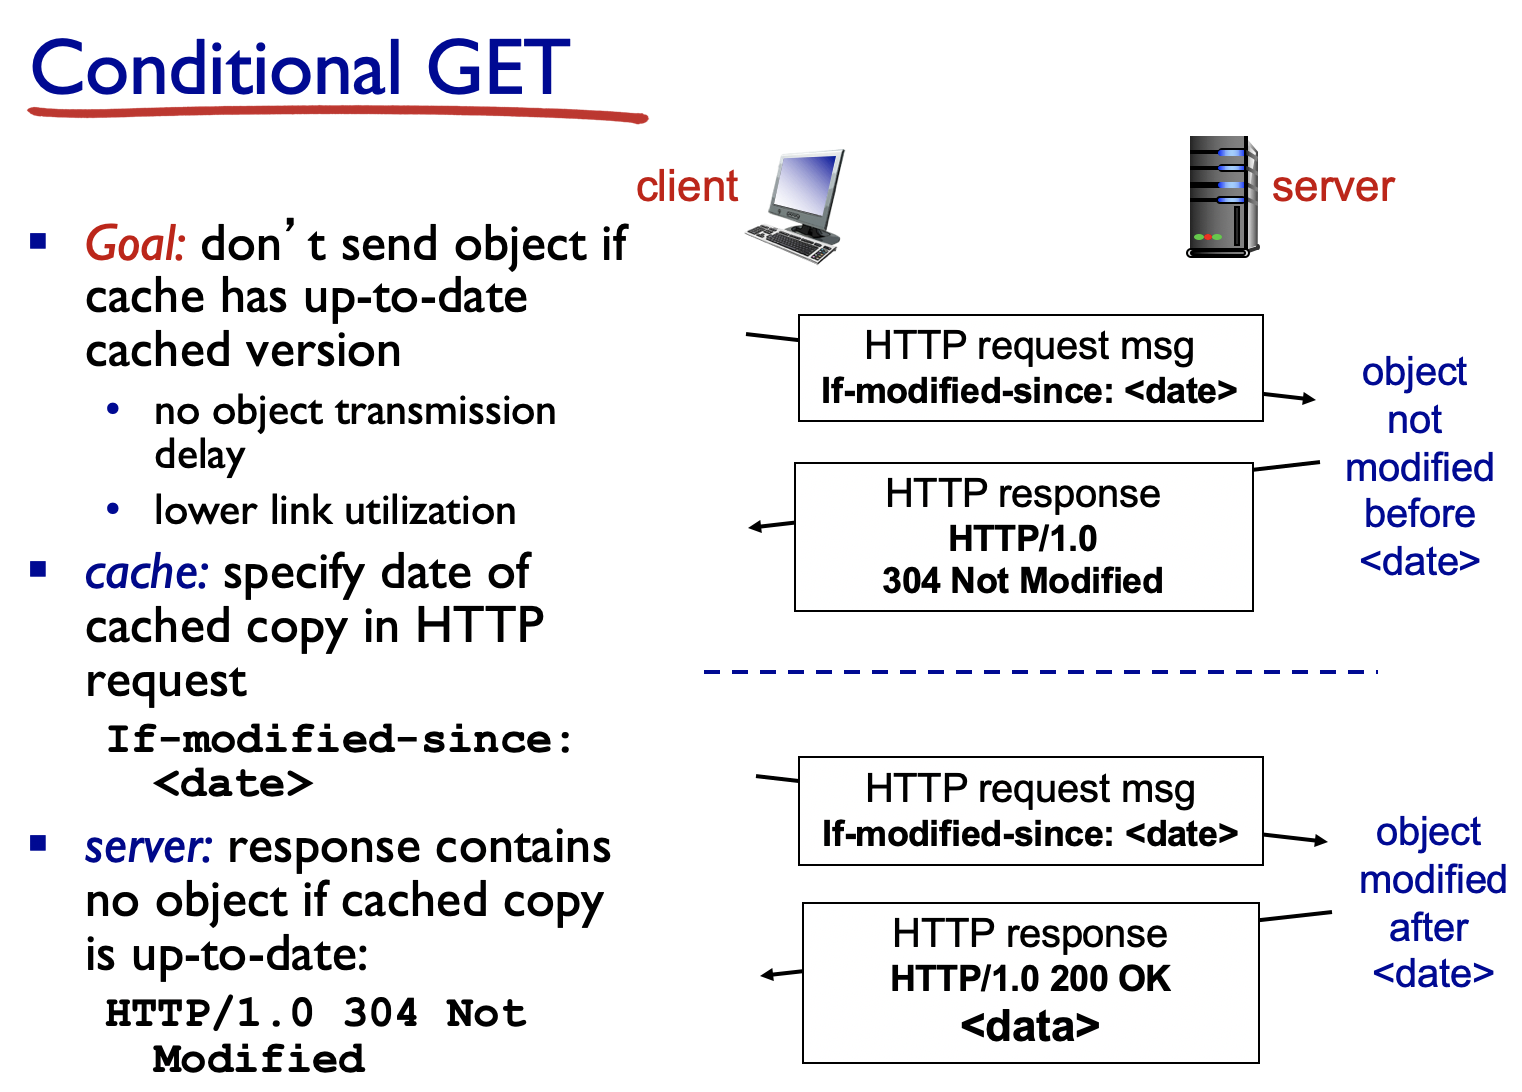 Conditional GET
client
server
Goal: don’t send object if
cache has up-to-date
cached version
no object transmission
delay
lower link utilization
cache: specify date of
cached copy in HTTP
request
If-modified-since:
<date>
server: response contains
no object if cached copy
is up-to-date:
HTTP/1.0 304 Not
Modified
HTTP request msg
If-modified-since: <date>
object
not
modified
before
<date>
HTTP response
HTTP/1.0
304 Not Modified
HTTP request msg
If-modified-since: <date>
object
modified
after
<date>
HTTP response
HTTP/1.0 200 OK
<data>